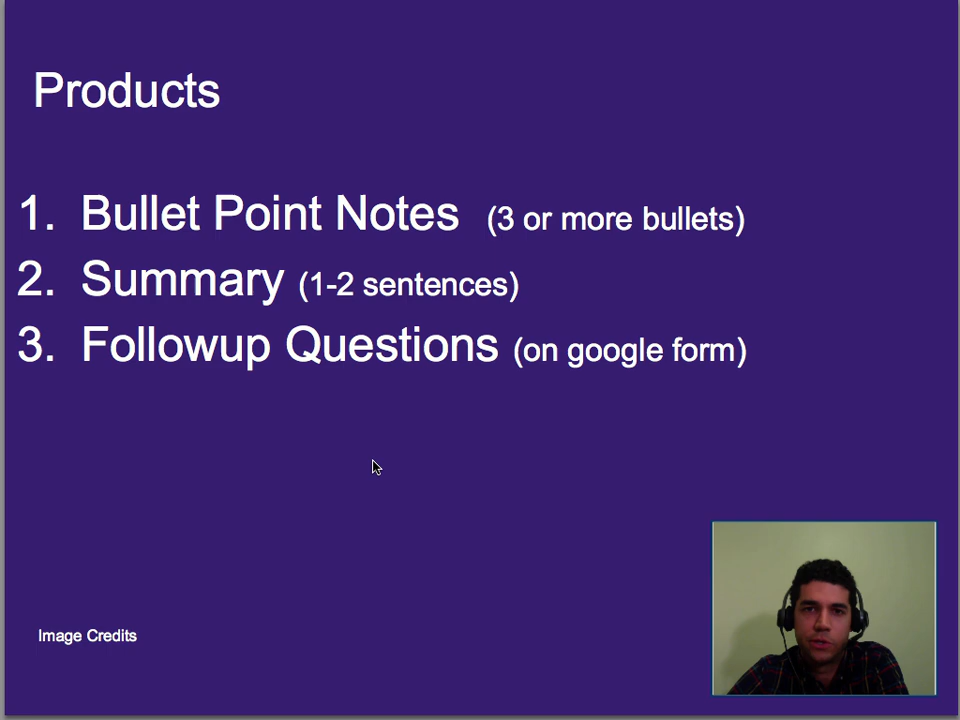 Products
1. Bullet Point Notes (3 or more bullets)
2. Summary (1-2 sentences)
3. Followup Questions (on google form)
Image Credits